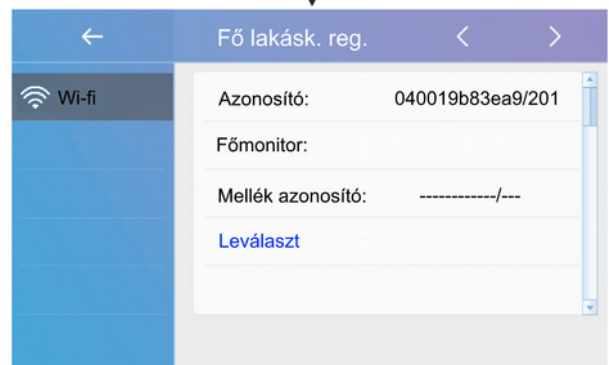 Fő lakásk. reg.
Wi-fi
Azonosító: 040019b83ea9/201
Főmonitor:
Mellék azonosító: ------------/---
Leválaszt